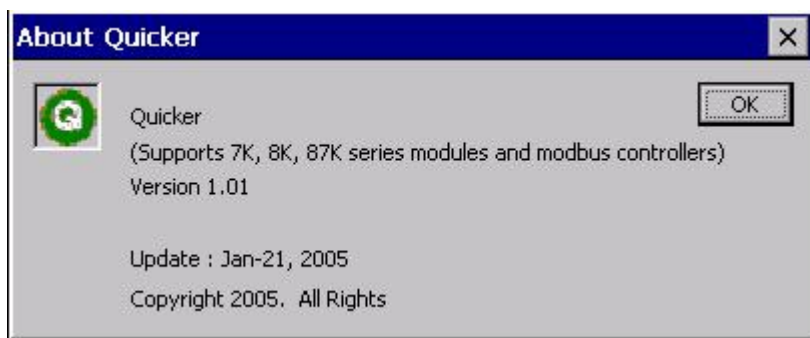 About Quicker
OK
Quicker
(Supports 7K, 8K, 87K series modules and modbus controllers)
Version 1.01
Update : Jan-21, 2005
Copyright 2005. All Rights